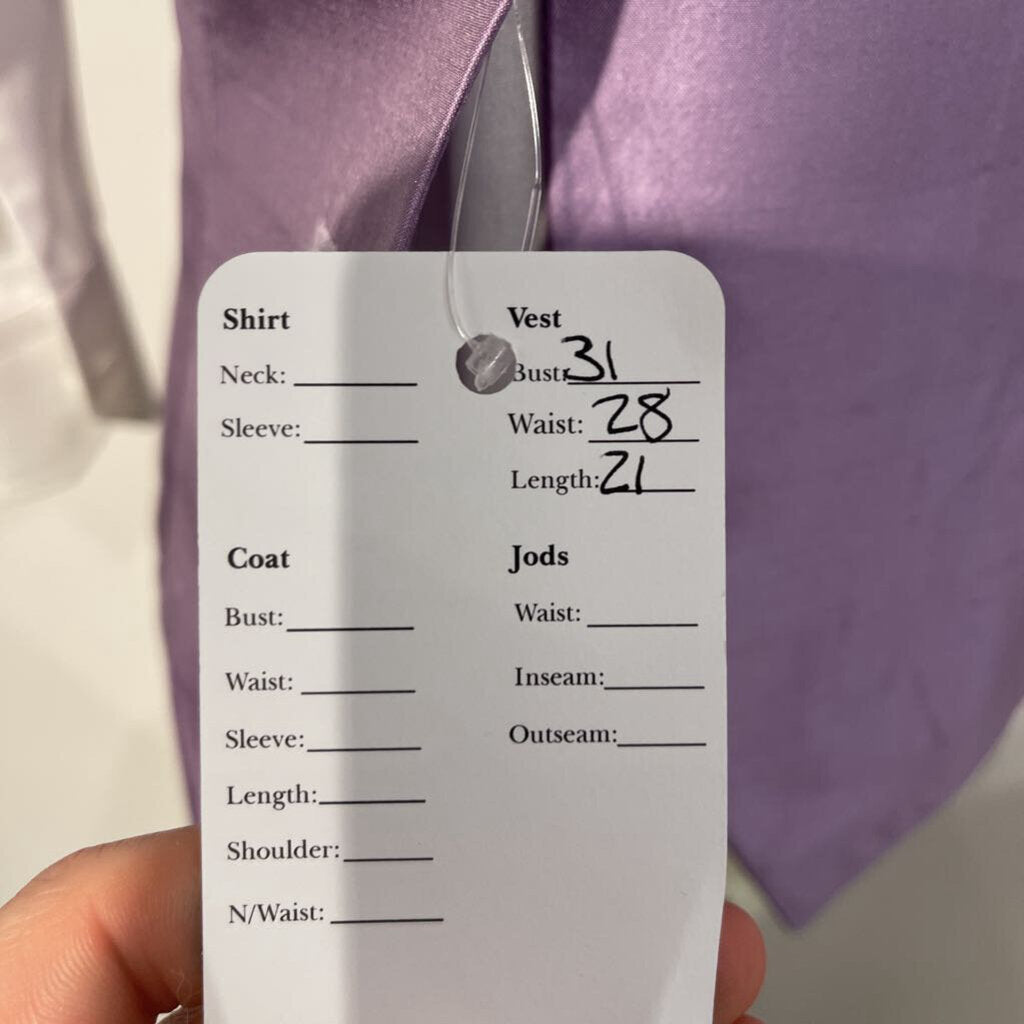 Shirt
Neck:
Sleeve:
Vest
Bust: 31
Waist: 28
Length: 21
Coat
Bust:
Waist:
Sleeve:
Length:
Shoulder:
N/Waist:
Jods
Waist:
Inseam:
Outseam: